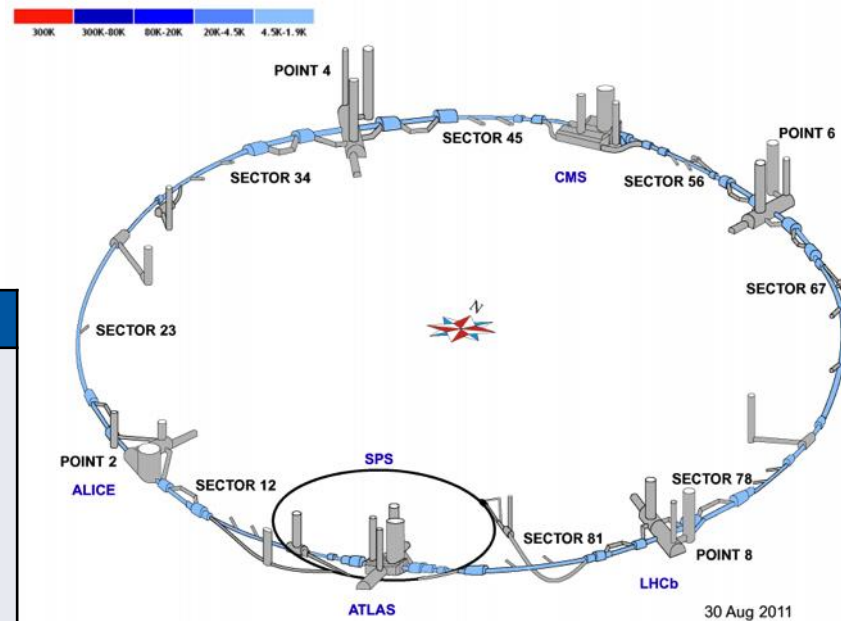 300K 300K-80K 80K-20K 20K-4.5K 4.5K-1.9K
POINT 4
SECTOR 45
POINT 6
SECTOR 34
CMS
SECTOR 56
N
SECTOR 67
SECTOR 23
SPS
POINT 2
ALICE
SECTOR 12
SECTOR 78
SECTOR 81
POINT 8
LHCb
ATLAS
30 Aug 2011